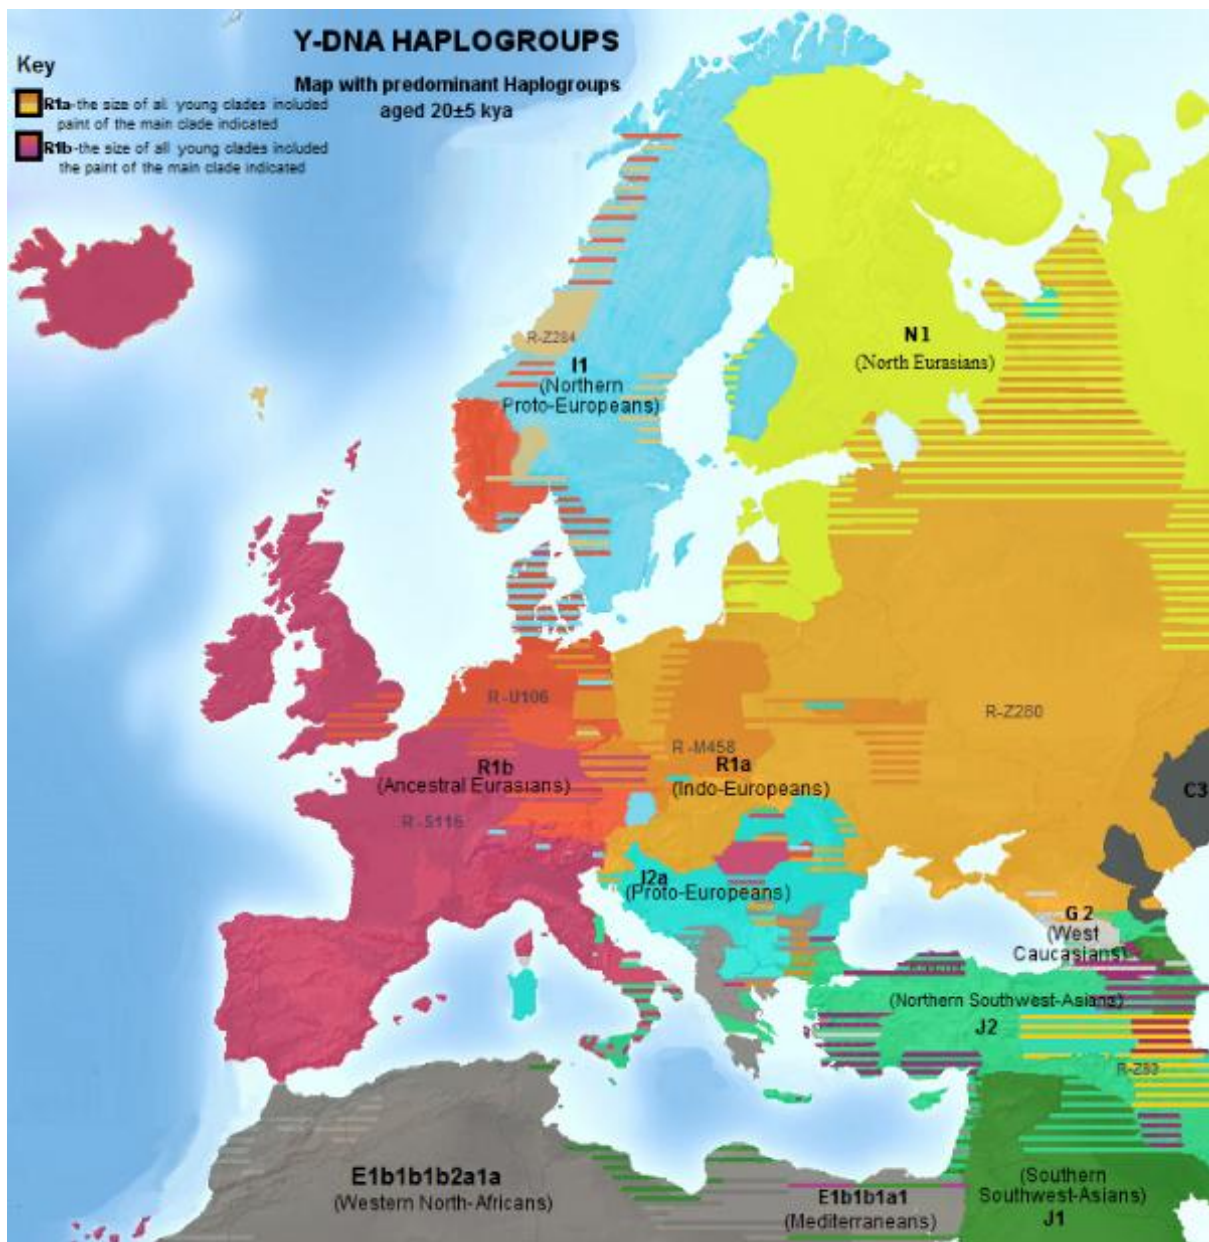 Y-DNA HAPLOGROUPS
Map with predominant Haplogroups
aged 20±5 kya
Key
R1a-the size of all young clades included
paint of the main clade indicated
R1b-the size of all young clades included
the paint of the main clade indicated
R-Z284
I1
(Northern
Proto-Europeans)
N1
(North Eurasians)
R-U106
R-Z280
R-M458
R1b
(Ancestral Eurasians)
R1a
(Indo-Europeans)
C3
R-S116
I2a
(Proto-Europeans)
G2
(West
Caucasians)
(Northern Southwest-Asians)
J2
R-Z93
E1b1b1b2a1a
(Western North-Africans)
E1b1b1a1
(Mediterraneans)
(Southern
Southwest-Asians)
J1